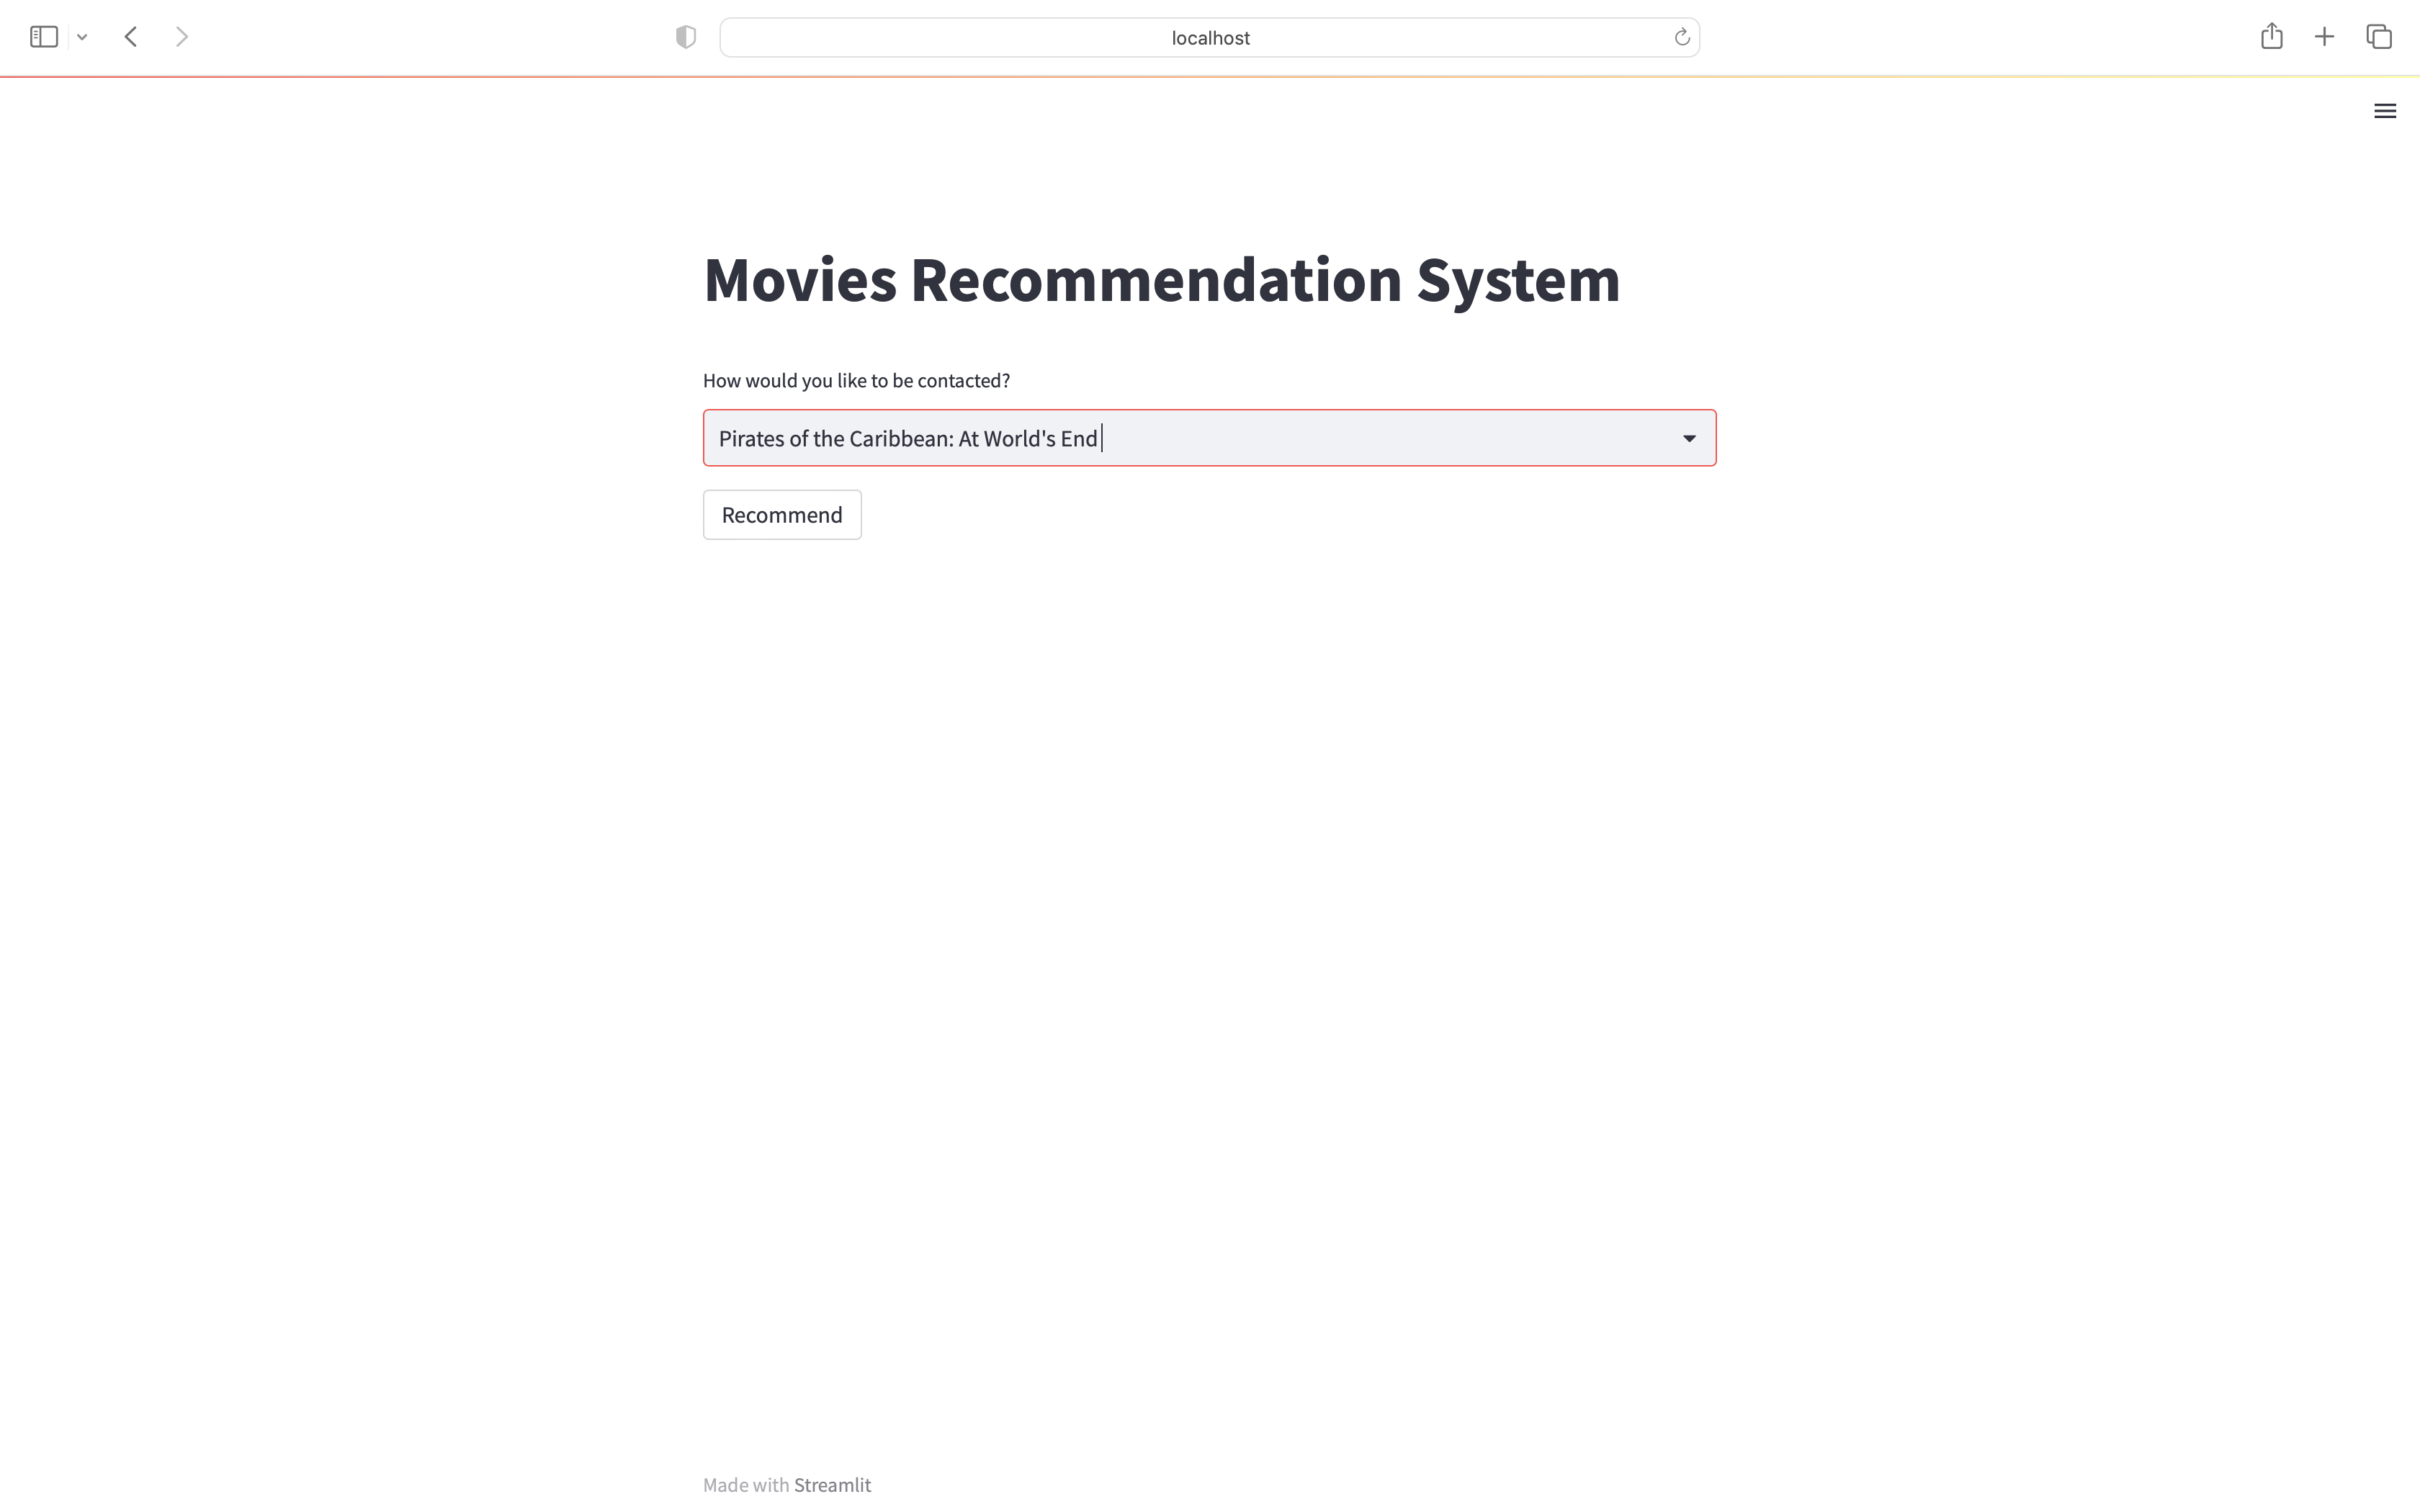 localhost
Movies Recommendation System
How would you like to be contacted?
Pirates of the Caribbean: At World's End
Recommend
Made with Streamlit